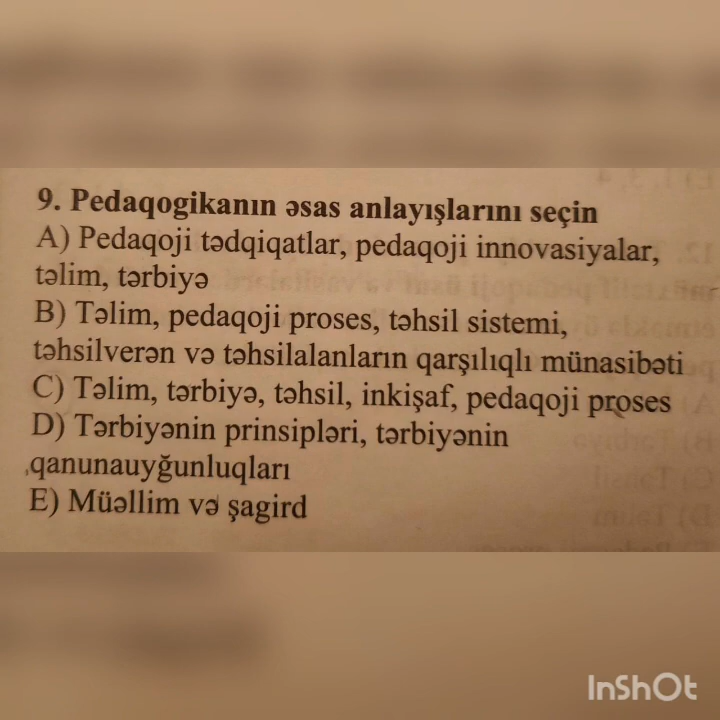 9. Pedaqogikanın əsas anlayışlarını seçin
A) Pedaqoji tədqiqatlar, pedaqoji innovasiyalar,
təlim, tərbiyə
B) Təlim, pedaqoji proses, təhsil sistemi,
təhsilverən və təhsilalanların qarşılıqlı münasibəti
C) Təlim, tərbiyə, təhsil, inkişaf, pedaqoji proses
D) Tərbiyənin prinsipləri, tərbiyənin
qanunauyğunluqları
E) Müəllim və şagird
InShOt